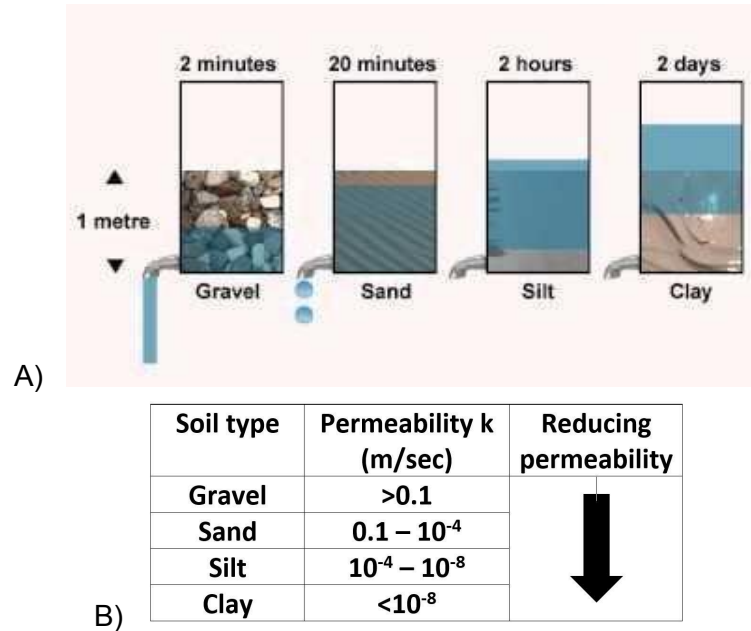 2 minutes 20 minutes 2 hours 2 days
1 metre
Gravel Sand Silt Clay
A)
Soil type Permeability k (m/sec) Reducing permeability
Gravel >0.1
Sand 0.1 – 10⁻⁴
Silt 10⁻⁴ – 10⁻⁸
Clay <10⁻⁸
B)